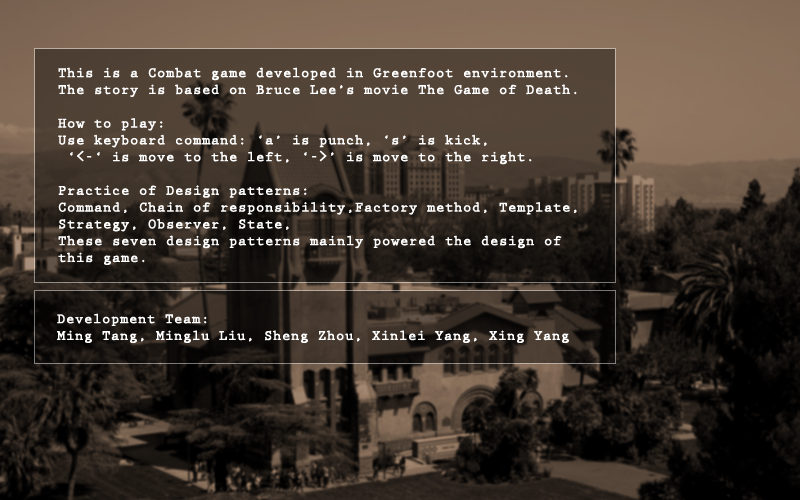 This is a Combat game developed in Greenfoot environment.
The story is based on Bruce Lee's movie The Game of Death.
How to play:
Use keyboard command: 'a' is punch, 's' is kick,
'<-' is move to the left, '->' is move to the right.
Practice of Design patterns:
Command, Chain of responsibility,Factory method, Template,
Strategy, Observer, State,
These seven design patterns mainly powered the design of
this game.
Development Team:
Ming Tang, Minglu Liu, Sheng Zhou, Xinlei Yang, Xing Yang